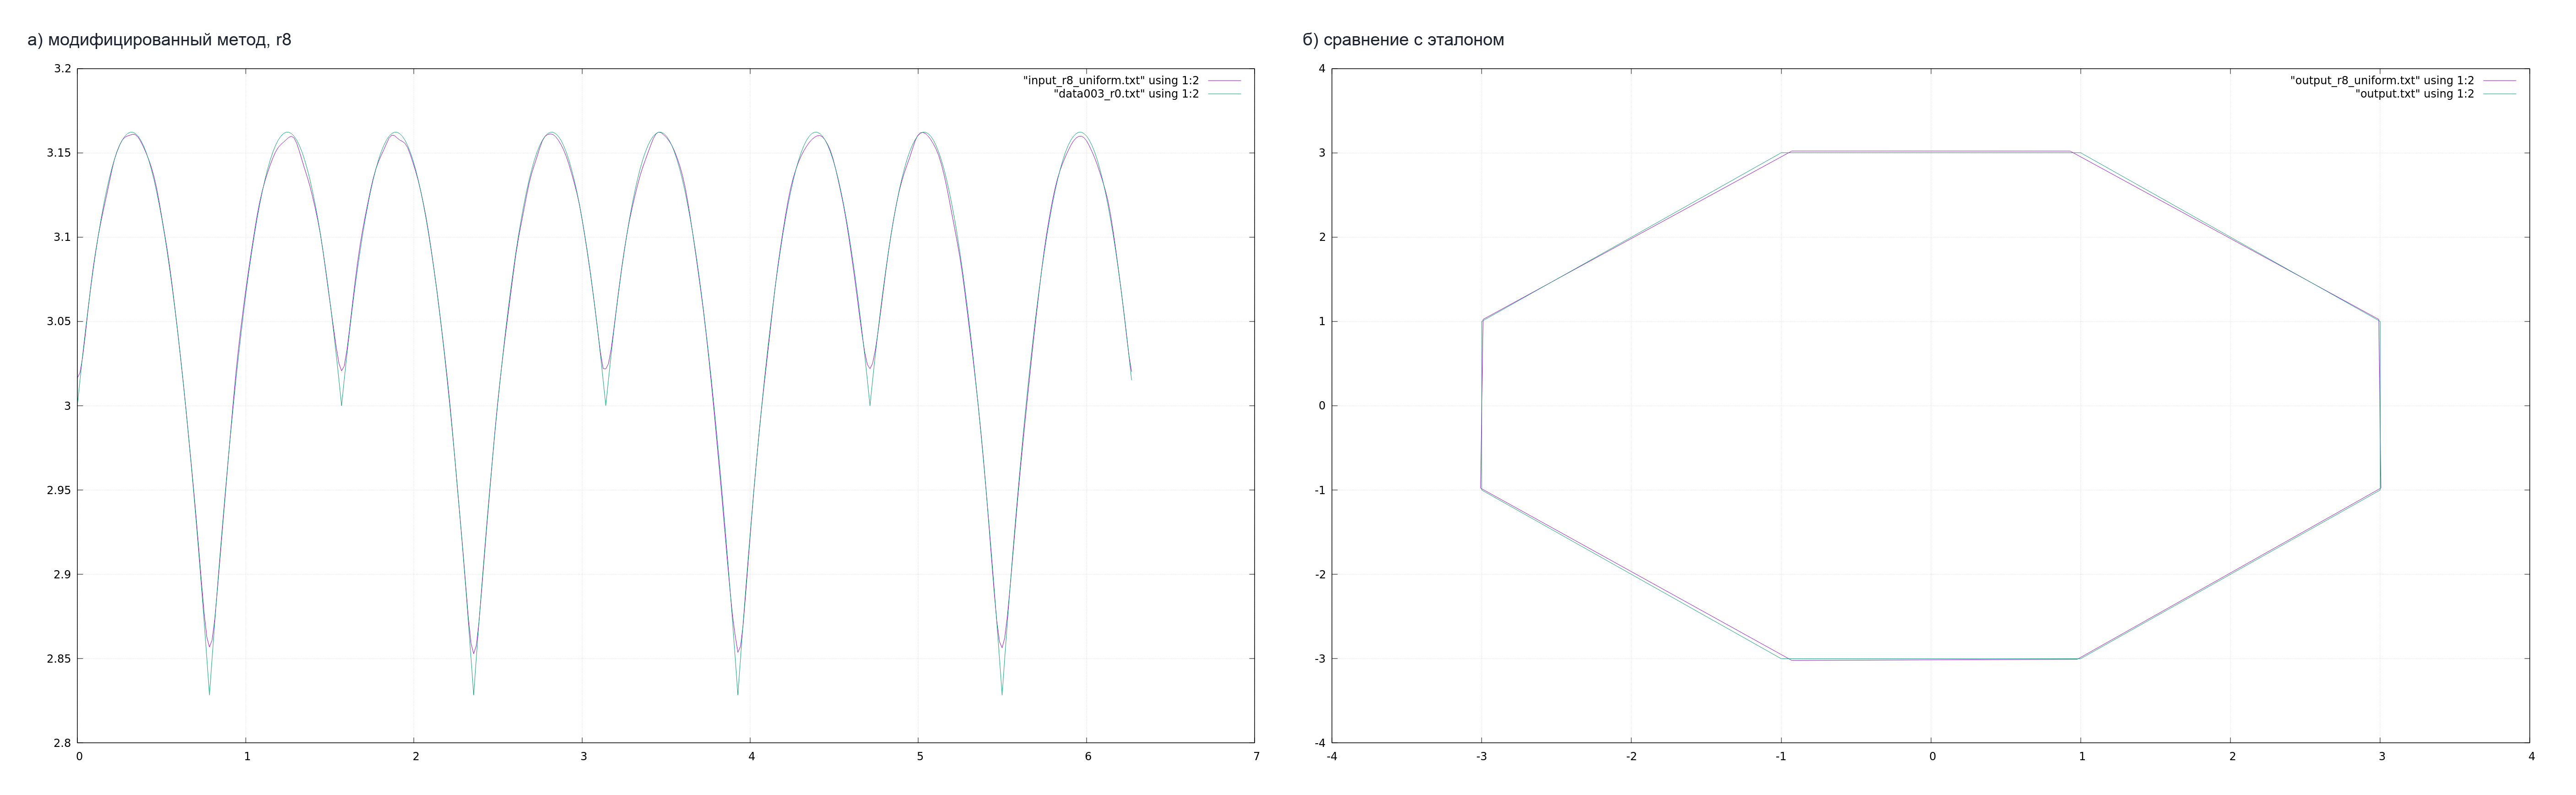 а) модифицированный метод, r8
3.2
3.15
3.1
3.05
3
2.95
2.9
2.85
2.8
0 1 2 3 4 5 6 7
"input_r8_uniform.txt" using 1:2
"data003_r0.txt" using 1:2
б) сравнение с эталоном
4
3
2
1
0
-1
-2
-3
-4
-4 -3 -2 -1 0 1 2 3 4
"output_r8_uniform.txt" using 1:2
"output.txt" using 1:2